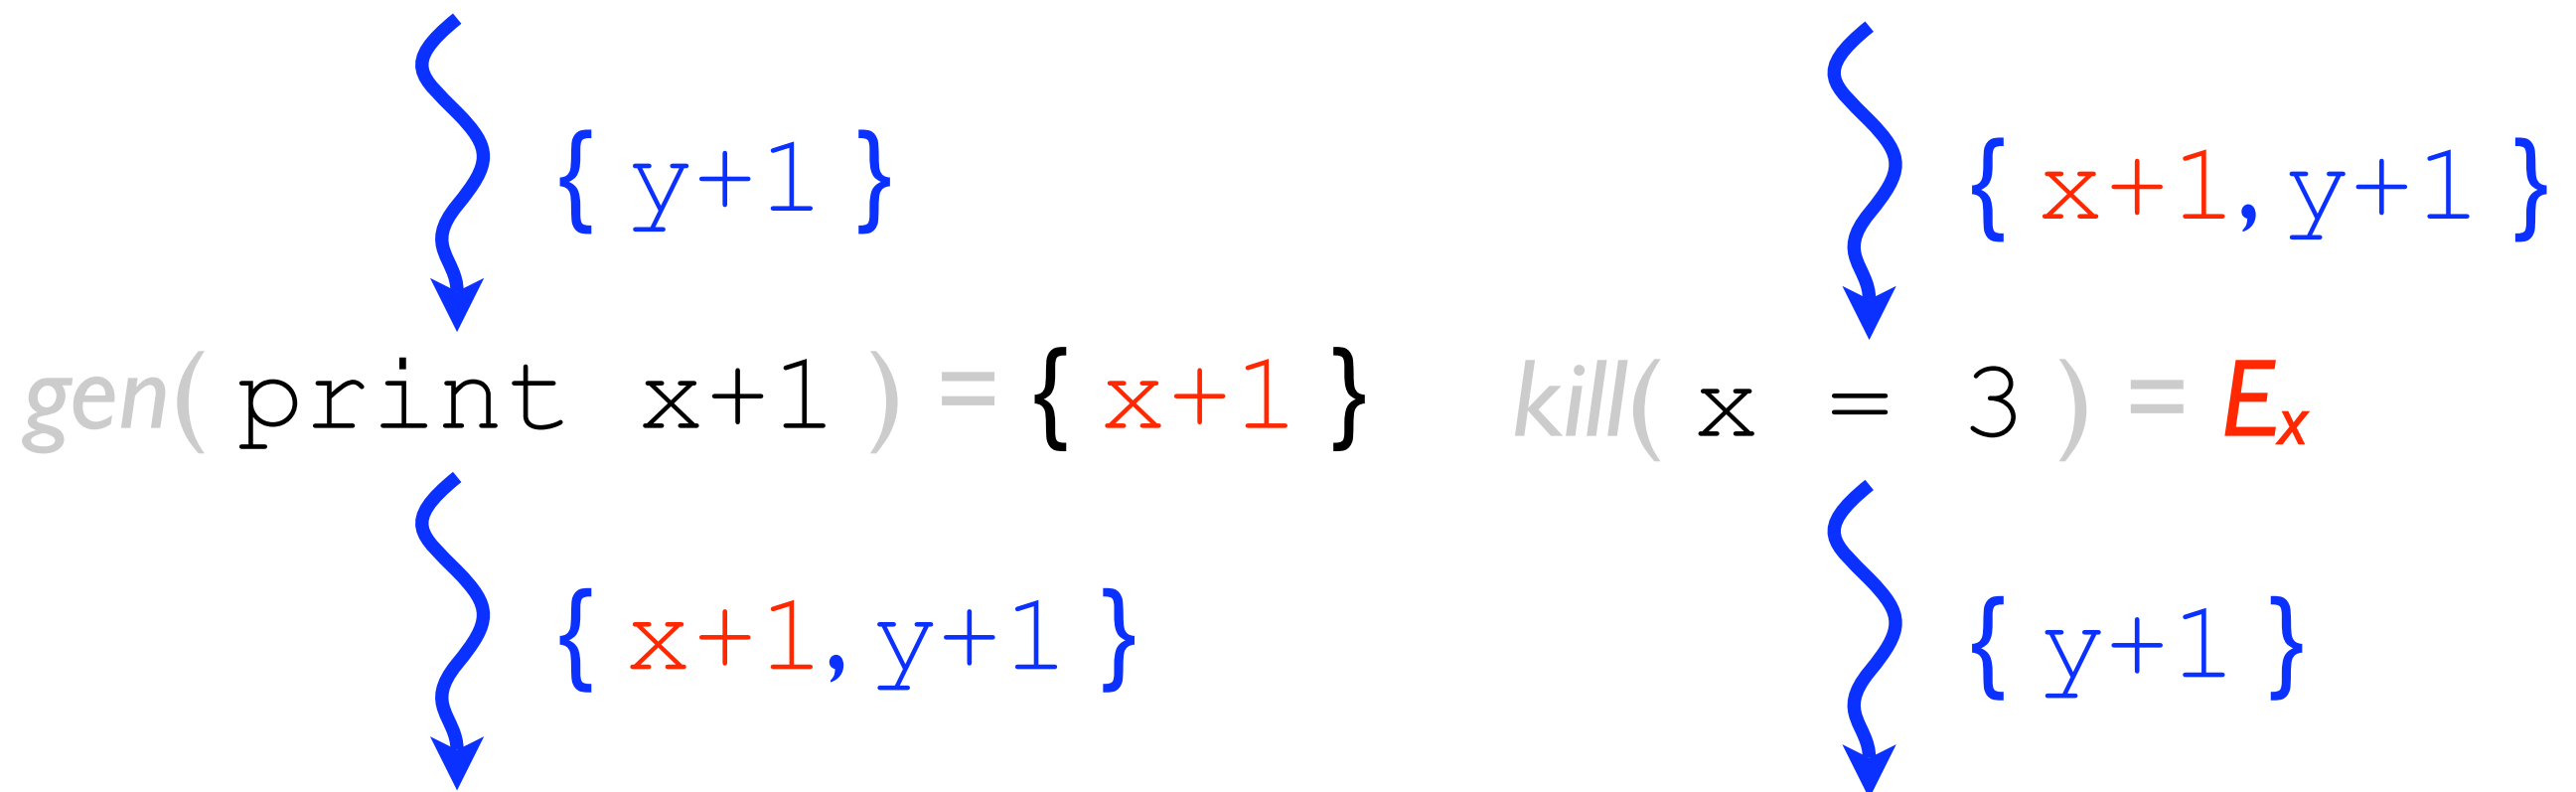 { y+1 }
{ x+1, y+1 }
gen( print x+1 ) = { x+1 }
kill( x = 3 ) = Ex
{ x+1, y+1 }
{ y+1 }